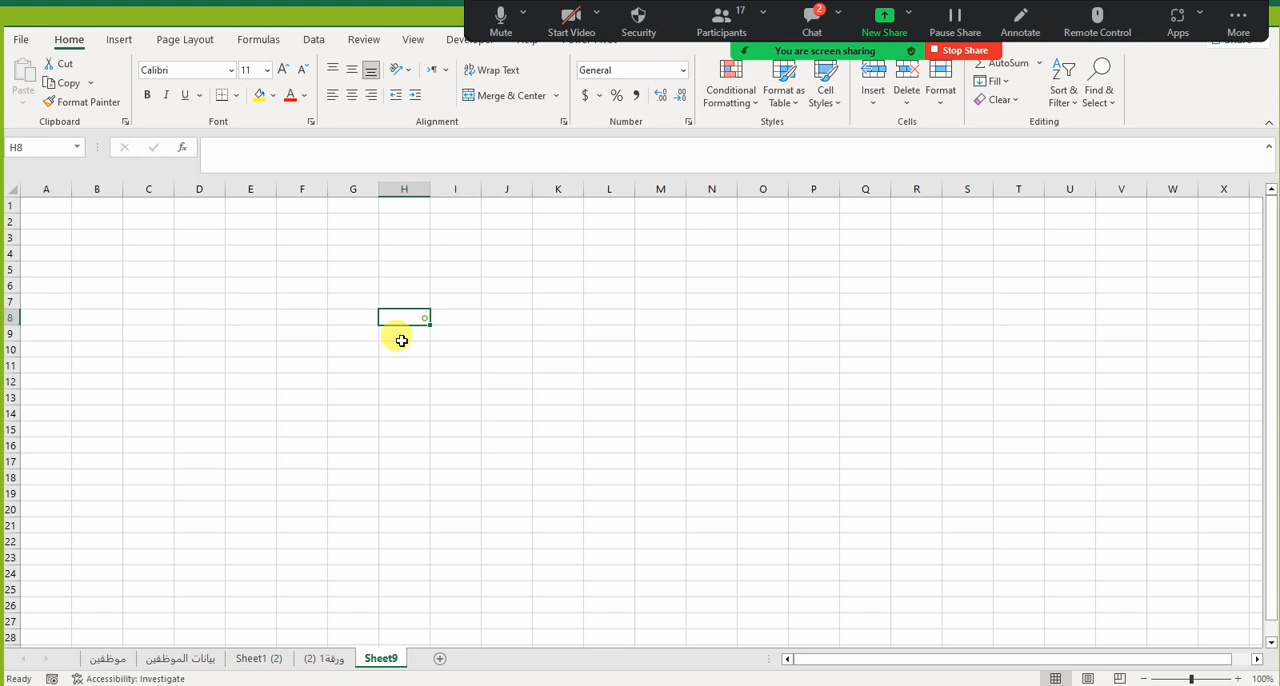 Mute
Start Video
Security
Participants 17
Chat 2
New Share
Pause Share
Annotate
Remote Control
Apps
More
You are screen sharing
Stop Share
File Home Insert Page Layout Formulas Data Review View
Paste
Cut
Copy
Format Painter
Clipboard
Calibri 11
B I U
Font
Wrap Text
Merge & Center
Alignment
General
$ % ,
Number
Conditional Formatting
Format as Table
Cell Styles
Styles
Insert Delete Format
Cells
AutoSum
Fill
Clear
Sort & Filter
Find & Select
Editing
H8
fx
A B C D E F G H I J K L M N O P Q R S T U V W X
1
2
3
4
5
6
7
8
9
10
11
12
13
14
15
16
17
18
19
20
21
22
23
24
25
26
27
28
موظفين
بيانات الموظفين
Sheet1 (2)
ورقة1 (2)
Sheet9
Ready
Accessibility: Investigate
100%